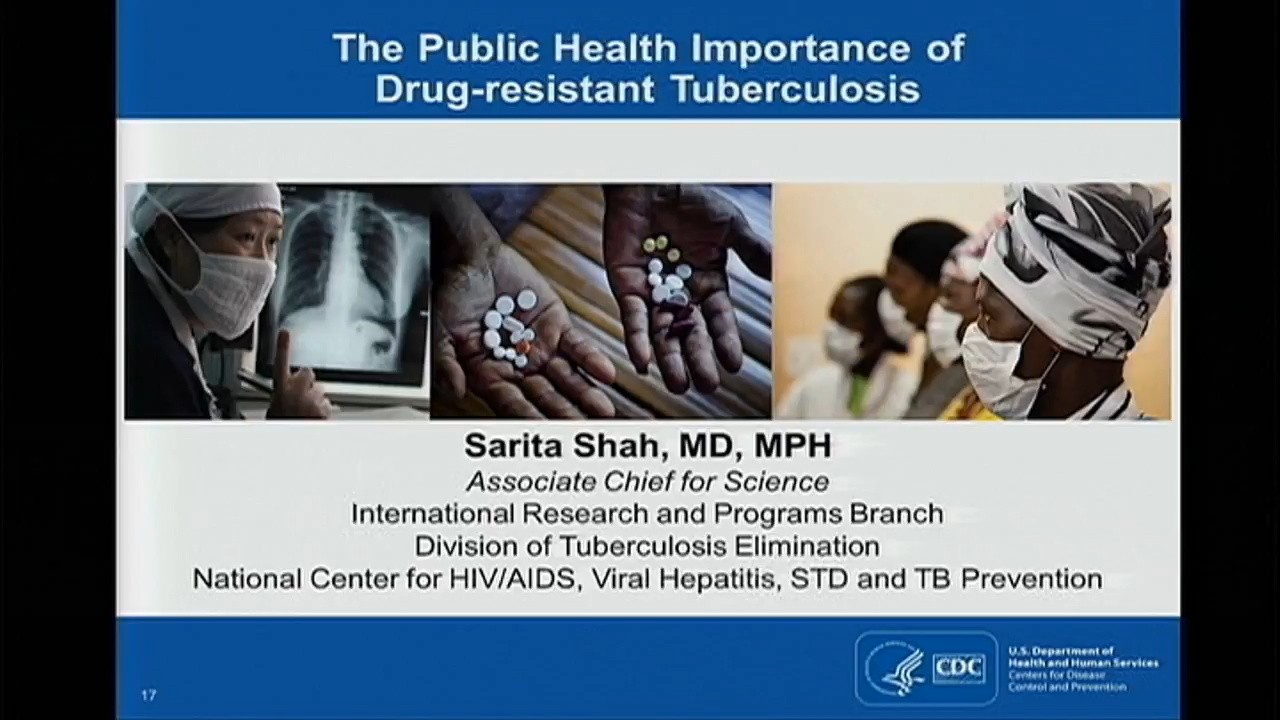 The Public Health Importance of
Drug-resistant Tuberculosis
Sarita Shah, MD, MPH
Associate Chief for Science
International Research and Programs Branch
Division of Tuberculosis Elimination
National Center for HIV/AIDS, Viral Hepatitis, STD and TB Prevention
17
CDC
U.S. Department of
Health and Human Services
Centers for Disease
Control and Prevention